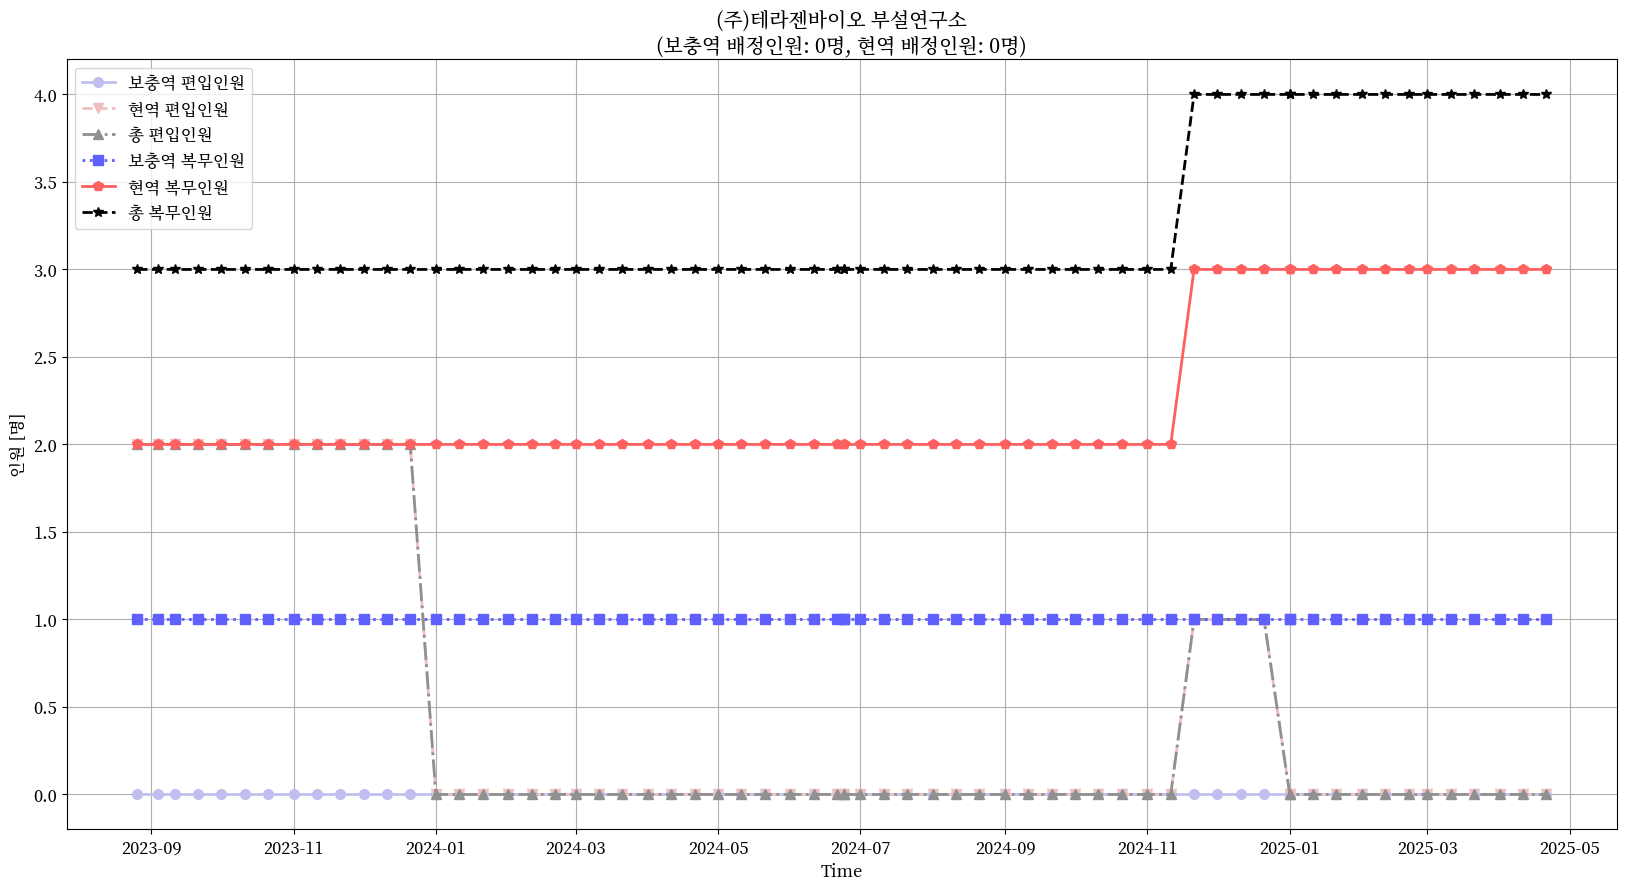 (주)테라젠바이오 부설연구소
(보충역 배정인원: 0명, 현역 배정인원: 0명)
보충역 편입인원
현역 편입인원
총 편입인원
보충역 복무인원
현역 복무인원
총 복무인원
4.0
3.5
3.0
2.5
2.0
1.5
1.0
0.5
0.0
인원 [명]
2023-09 2023-11 2024-01 2024-03 2024-05 2024-07 2024-09 2024-11 2025-01 2025-03 2025-05
Time